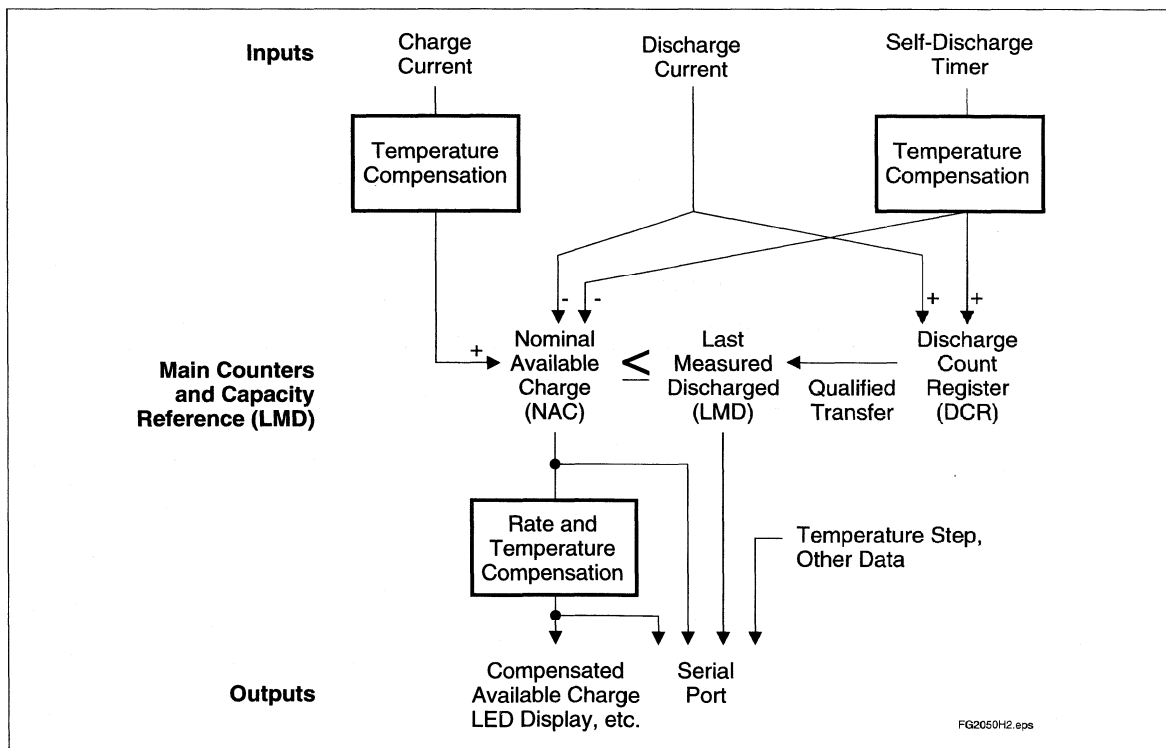 Inputs
Charge
Current
Discharge
Current
Self-Discharge
Timer
Temperature
Compensation
Temperature
Compensation
- - + +
+
Main Counters
and Capacity
Reference (LMD)
Nominal
Available
Charge
(NAC)
≤
Last
Measured
Discharged
(LMD)
Qualified
Transfer
Discharge
Count
Register
(DCR)
Rate and
Temperature
Compensation
Temperature Step,
Other Data
Outputs
Compensated
Available Charge
LED Display, etc.
Serial
Port
FG2050H2.eps